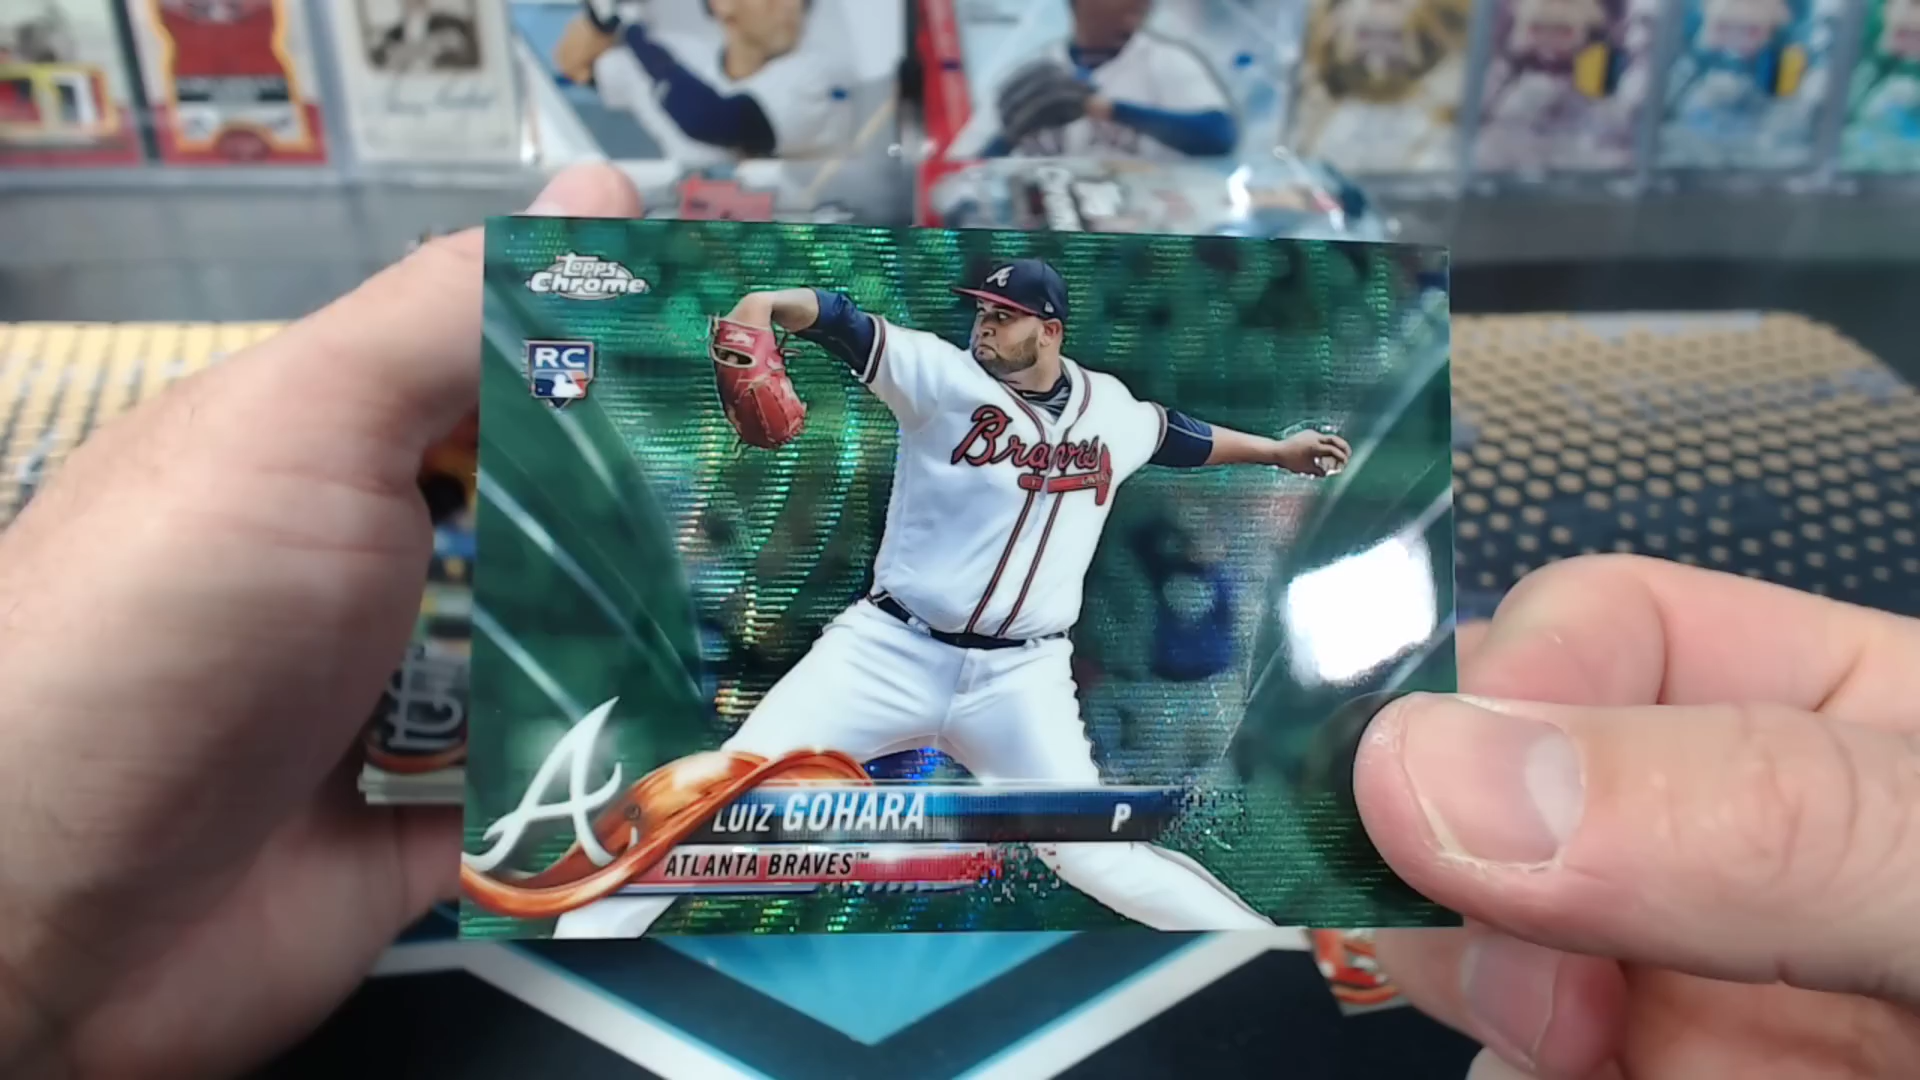 Topps
Chrome
RC
A
Braves
A
LUIZ GOHARA P
ATLANTA BRAVES™